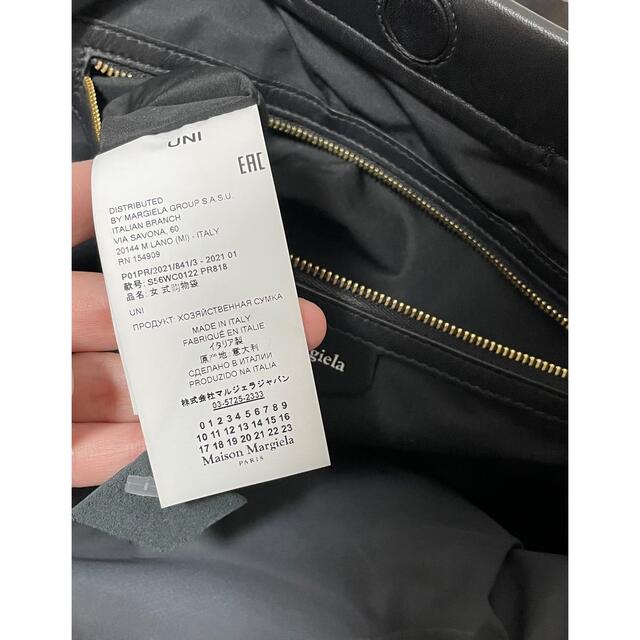 UNI
EAC
DISTRIBUTED
BY MARGIELA GROUP S.A.S.U.
ITALIAN BRANCH
VIA SAVONA, 60
20144 MILANO (MI) - ITALY
RN 154909
P01PR/2021/841/3 - 2021 01
款号: S56WC0122 PR818
品名: 女式购物袋
UNI
ПРОДУКТ: ХОЗЯЙСТВЕННАЯ СУМКА
MADE IN ITALY
FABRIQUÉ EN ITALIE
イタリア製
原产地:意大利
СДЕЛАНО В ИТАЛИИ
PRODUZIDO NA ITALIA
株式会社マルジェラジャパン
03-5725-2333
0 1 2 3 4 5 6 7 8 9
10 11 12 13 14 15 16
17 18 19 20 21 22 23
Maison Margiela
PARIS
Margiela